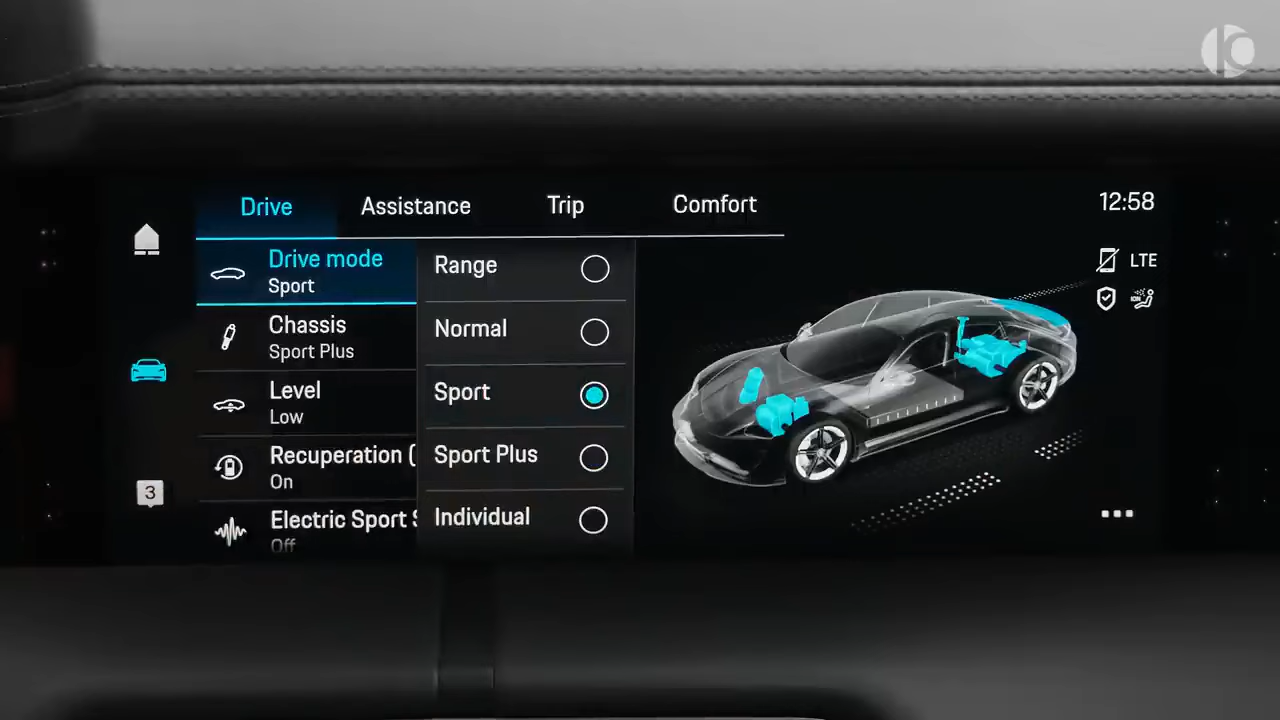 Drive Assistance Trip Comfort
12:58
LTE
Drive mode
Sport
Chassis
Sport Plus
Level
Low
Recuperation (
On
Electric Sport S
Off
Range
Normal
Sport
Sport Plus
Individual
3